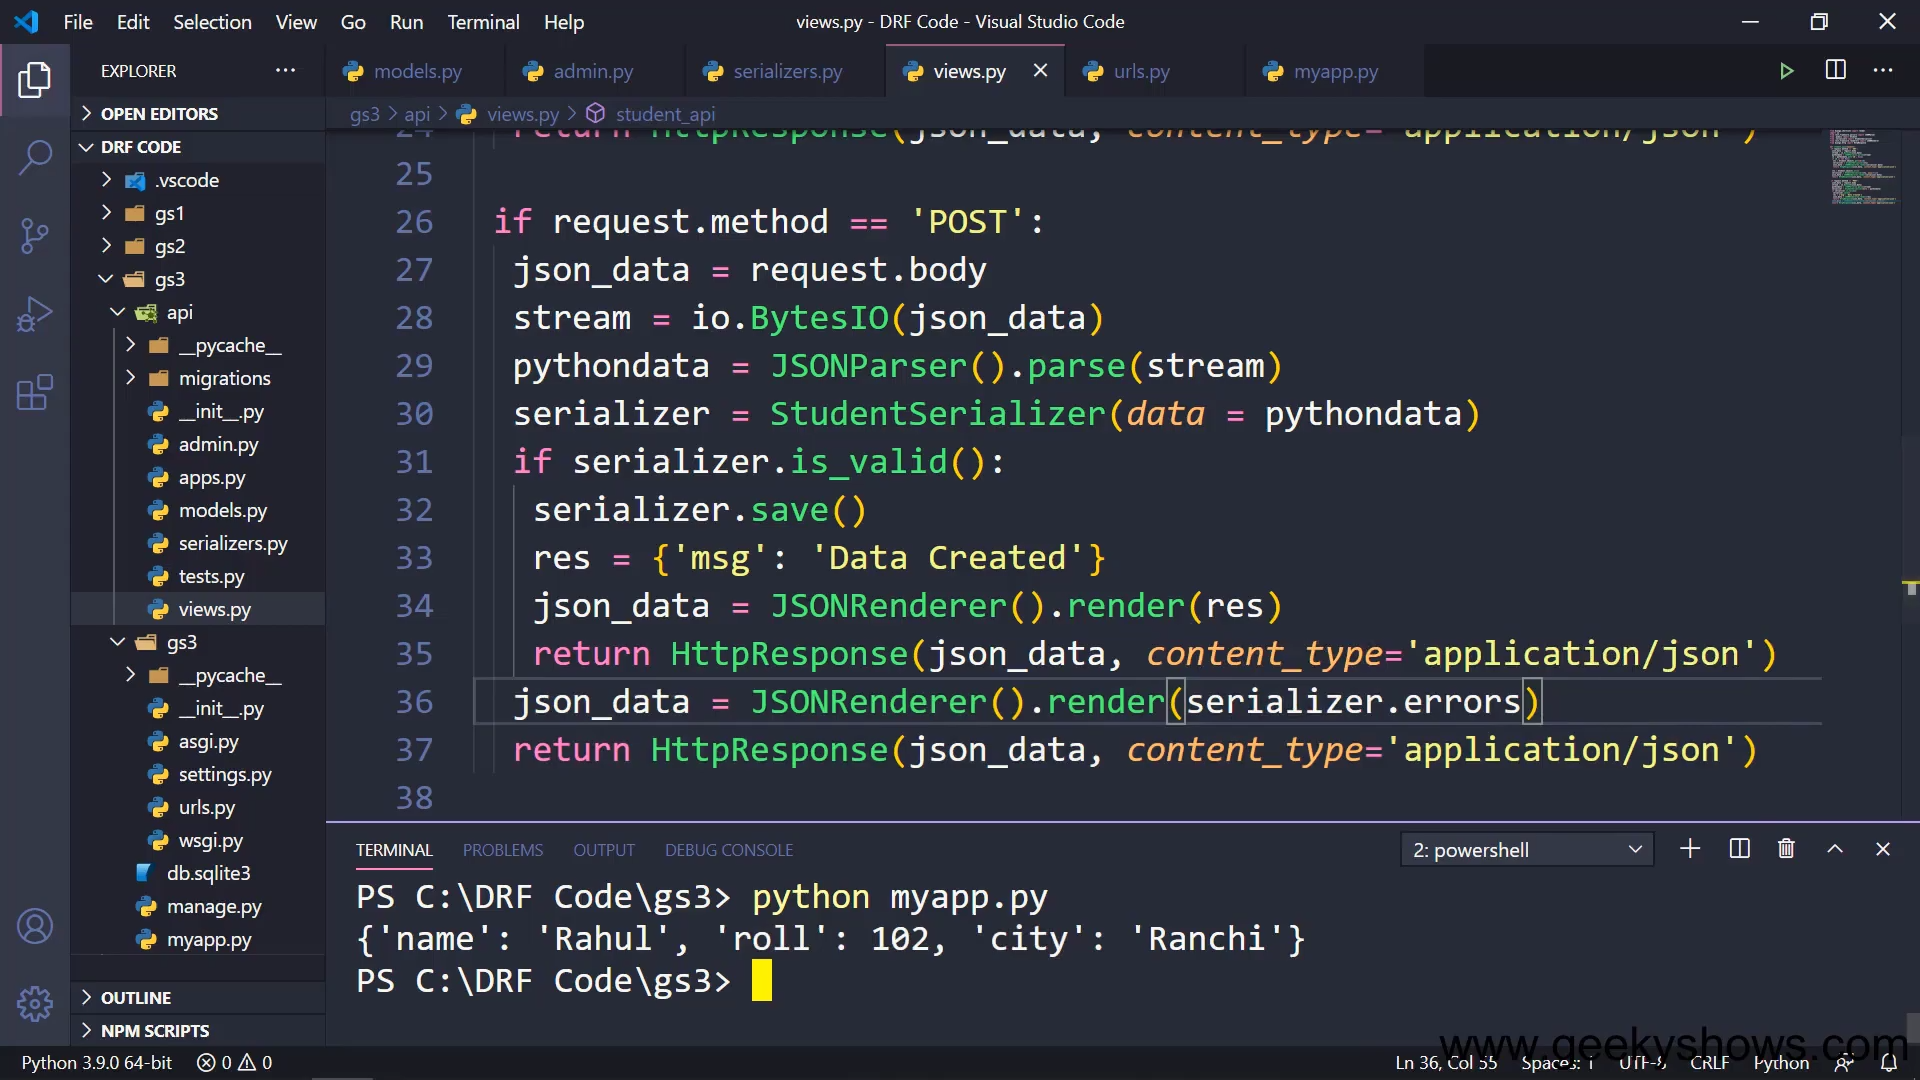 File Edit Selection View Go Run Terminal Help
views.py - DRF Code - Visual Studio Code
EXPLORER
models.py admin.py serializers.py views.py urls.py myapp.py
OPEN EDITORS
DRF CODE
.vscode
gs1
gs2
gs3
api
__pycache__
migrations
__init__.py
admin.py
apps.py
models.py
serializers.py
tests.py
views.py
gs3
__pycache__
__init__.py
asgi.py
settings.py
urls.py
wsgi.py
db.sqlite3
manage.py
myapp.py
OUTLINE
NPM SCRIPTS
gs3 > api > views.py > student_api
24 return HttpResponse(json_data, content_type='application/json')
25
26 if request.method == 'POST':
27 json_data = request.body
28 stream = io.BytesIO(json_data)
29 pythondata = JSONParser().parse(stream)
30 serializer = StudentSerializer(data = pythondata)
31 if serializer.is_valid():
32 serializer.save()
33 res = {'msg': 'Data Created'}
34 json_data = JSONRenderer().render(res)
35 return HttpResponse(json_data, content_type='application/json')
36 json_data = JSONRenderer().render(serializer.errors)
37 return HttpResponse(json_data, content_type='application/json')
38
TERMINAL PROBLEMS OUTPUT DEBUG CONSOLE
2: powershell
PS C:\DRF Code\gs3> python myapp.py
{'name': 'Rahul', 'roll': 102, 'city': 'Ranchi'}
PS C:\DRF Code\gs3>
www.geekyshows.com
Python 3.9.0 64-bit 0 0
Ln 36, Col 55 Spaces: 1 UTF-8 CRLF Python